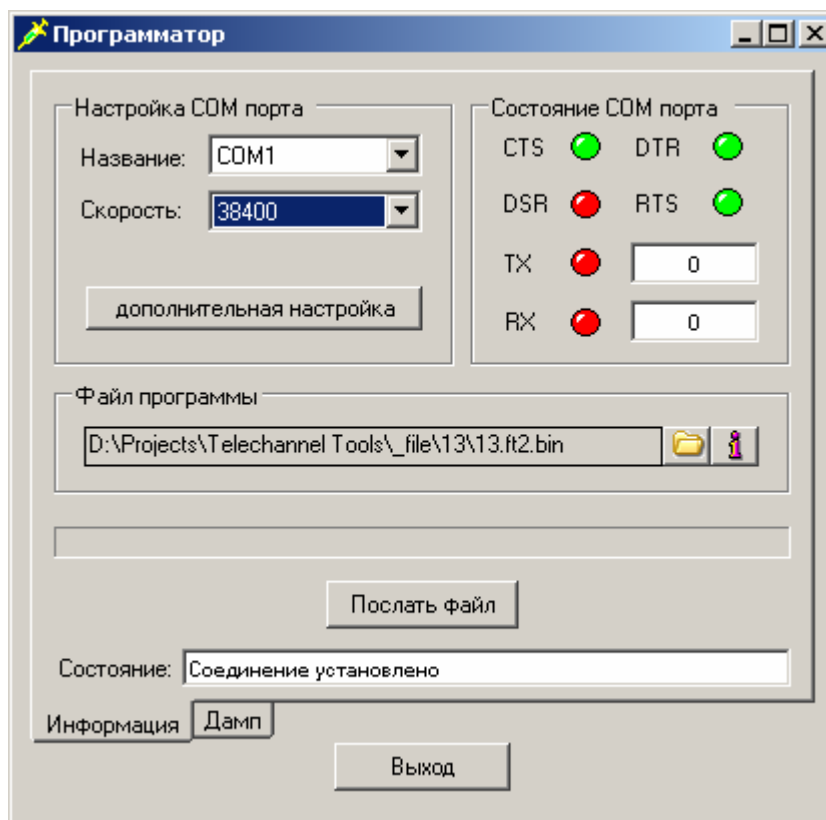 Программатор
Настройка COM порта
Название: COM1
Скорость: 38400
дополнительная настройка
Состояние COM порта
CTS DTR
DSR RTS
TX 0
RX 0
Файл программы
D:\Projects\Telechannel Tools\_file\13\13.ft2.bin
Послать файл
Состояние: Соединение установлено
Информация Дамп
Выход